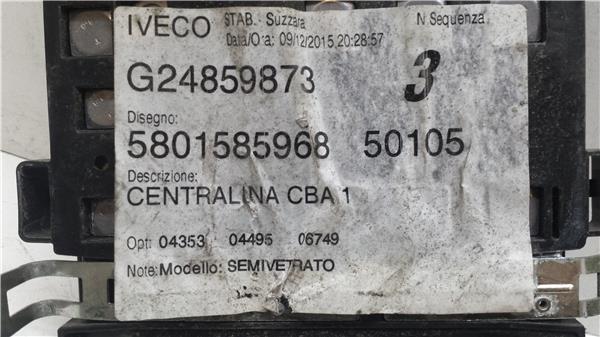 IVECO STAB. Suzzara N Sequenza
Data/Ora: 09/12/2015, 20:28:57
G24859873 3
Disegno:
5801585968 50105
Descrizione:
CENTRALINA CBA 1
Opt: 04353 04495 06749
Note: Modello: SEMIVETRATO